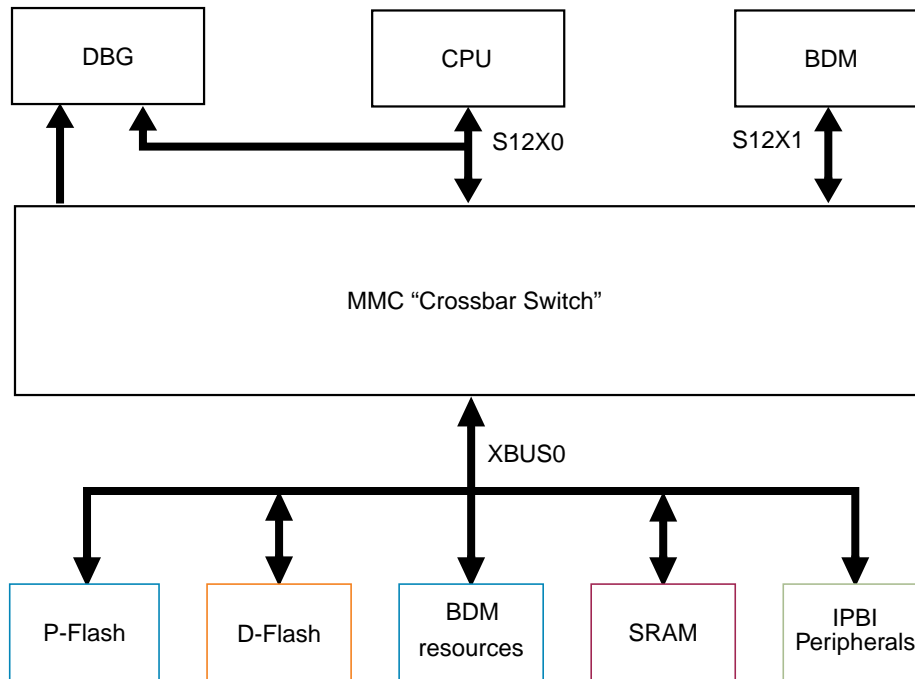 DBG
CPU
BDM
S12X0
S12X1
MMC “Crossbar Switch”
XBUS0
P-Flash
D-Flash
BDM
resources
SRAM
IPBI
Peripherals